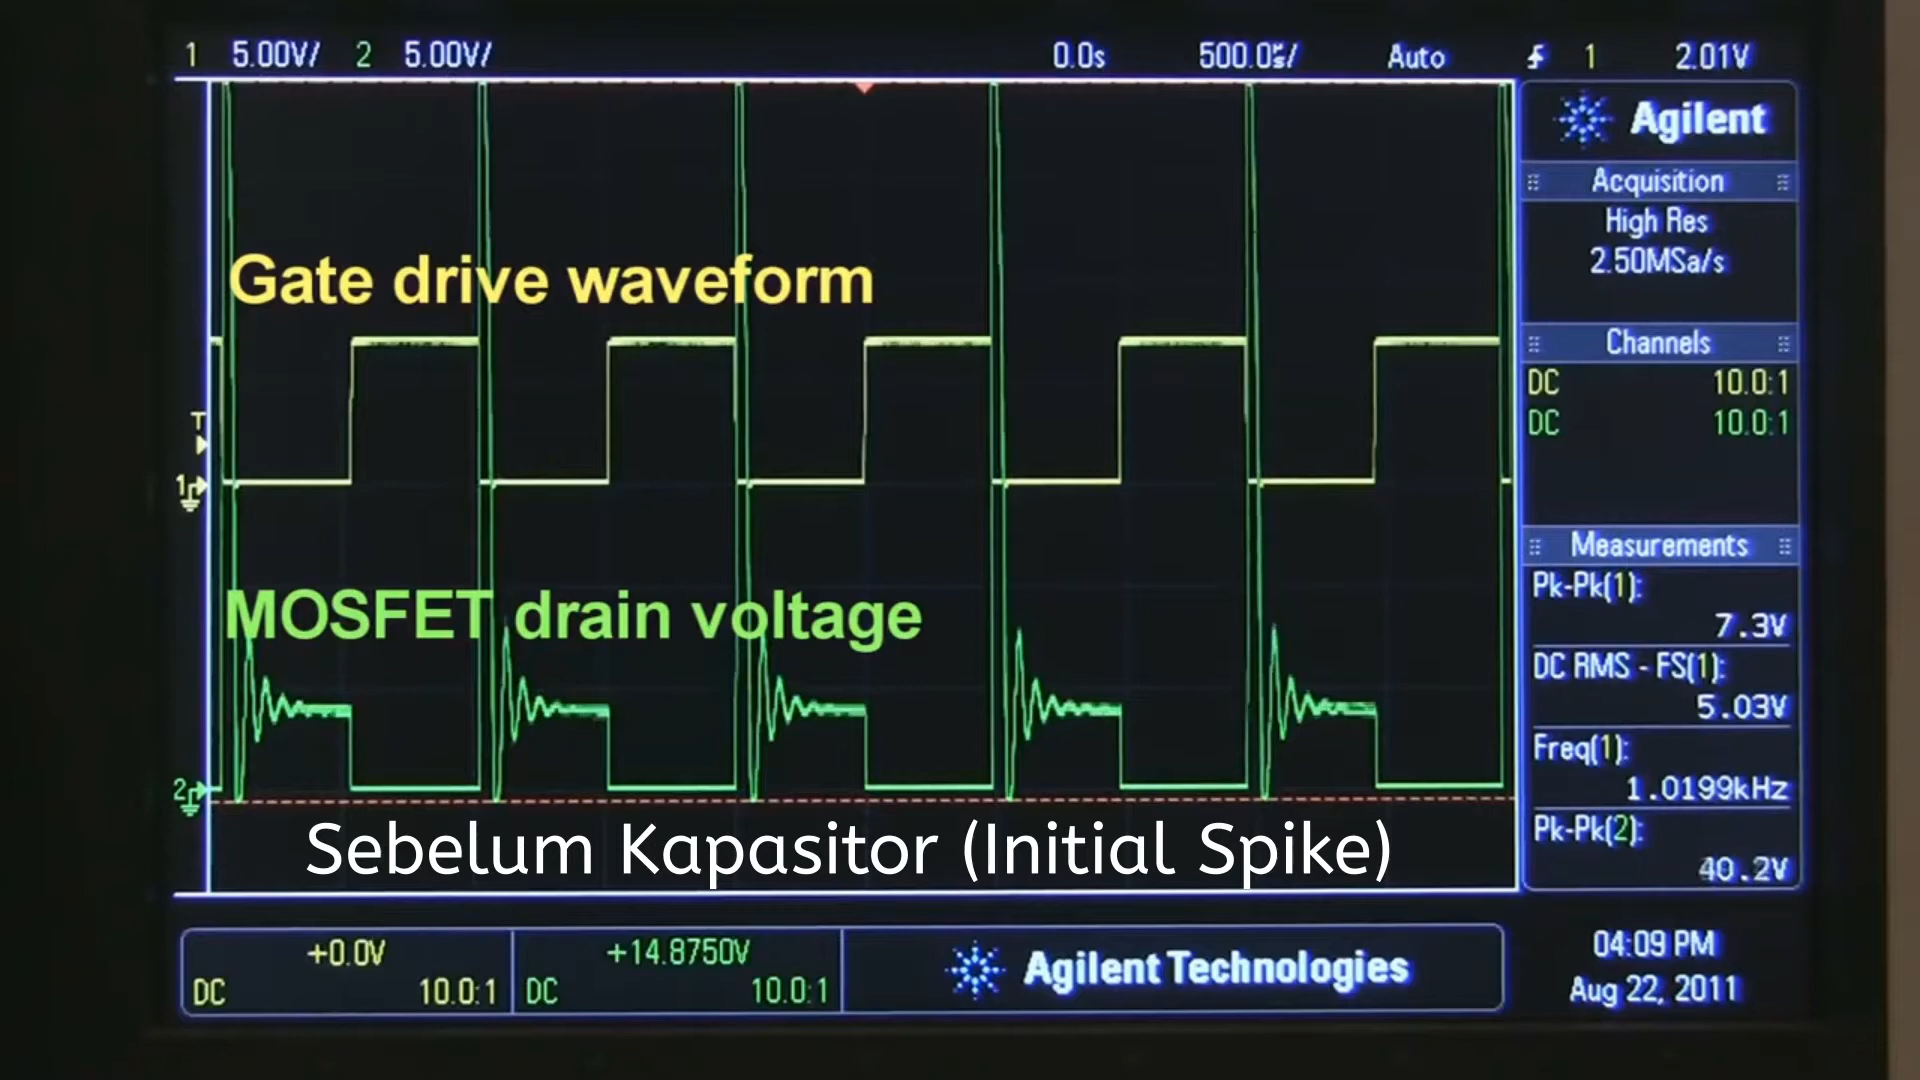 1 5.00V/ 2 5.00V/ 0.0s 500.0㎲/ Auto 1 2.01V
Agilent
Acquisition
High Res
2.50MSa/s
Gate drive waveform
Channels
DC 10.0:1
DC 10.0:1
T
1
Measurements
Pk-Pk(1):
7.3V
MOSFET drain voltage
DC RMS - FS(1):
5.03V
Freq(1):
1.0199kHz
2
Pk-Pk(2):
40.2V
Sebelum Kapasitor (Initial Spike)
+0.0V
DC 10.0:1
+14.8750V
DC 10.0:1
Agilent Technologies
04:09 PM
Aug 22, 2011